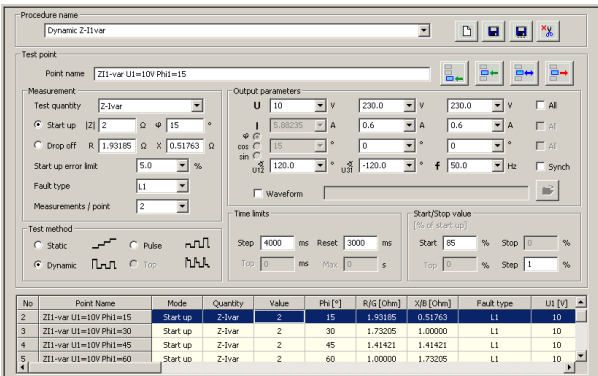 Procedure name
Dynamic Z-I1var
Test point
Point name ZI1-var U1=10V Phi1=15
Measurement
Test quantity Z-Ivar
Start up |Z| 2 Ω φ 15 °
Drop off R 1.93185 Ω X 0.51763 Ω
Start up error limit 5.0 %
Fault type L1
Measurements / point 2
Output parameters
U 10 V 230.0 V 230.0 V All
I 5.88235 A 0.6 A 0.6 A All
φ
cos 15 ° 0 ° 0 ° All
sin
U12 120.0 ° U31 -120.0 ° f 50.0 Hz Synch
Waveform
Test method
Static Pulse
Dynamic Top
Time limits
Step 4000 ms Reset 3000 ms
Top 0 ms Max 0 s
Start/Stop value
[% of start up]
Start 85 % Stop 0 %
Top 0 % Step 1 %
No Point Name Mode Quantity Value Phi [°] R/G [Ohm] X/B [Ohm] Fault type U1 [V]
2 ZI1-var U1=10V Phi1=15 Start up Z-Ivar 2 15 1.93185 0.51763 L1 10
3 ZI1-var U1=10V Phi1=30 Start up Z-Ivar 2 30 1.73205 1.00000 L1 10
4 ZI1-var U1=10V Phi1=45 Start up Z-Ivar 2 45 1.41421 1.41421 L1 10
5 ZI1-var U1=10V Phi1=60 Start up Z-Ivar 2 60 1.00000 1.73205 L1 10